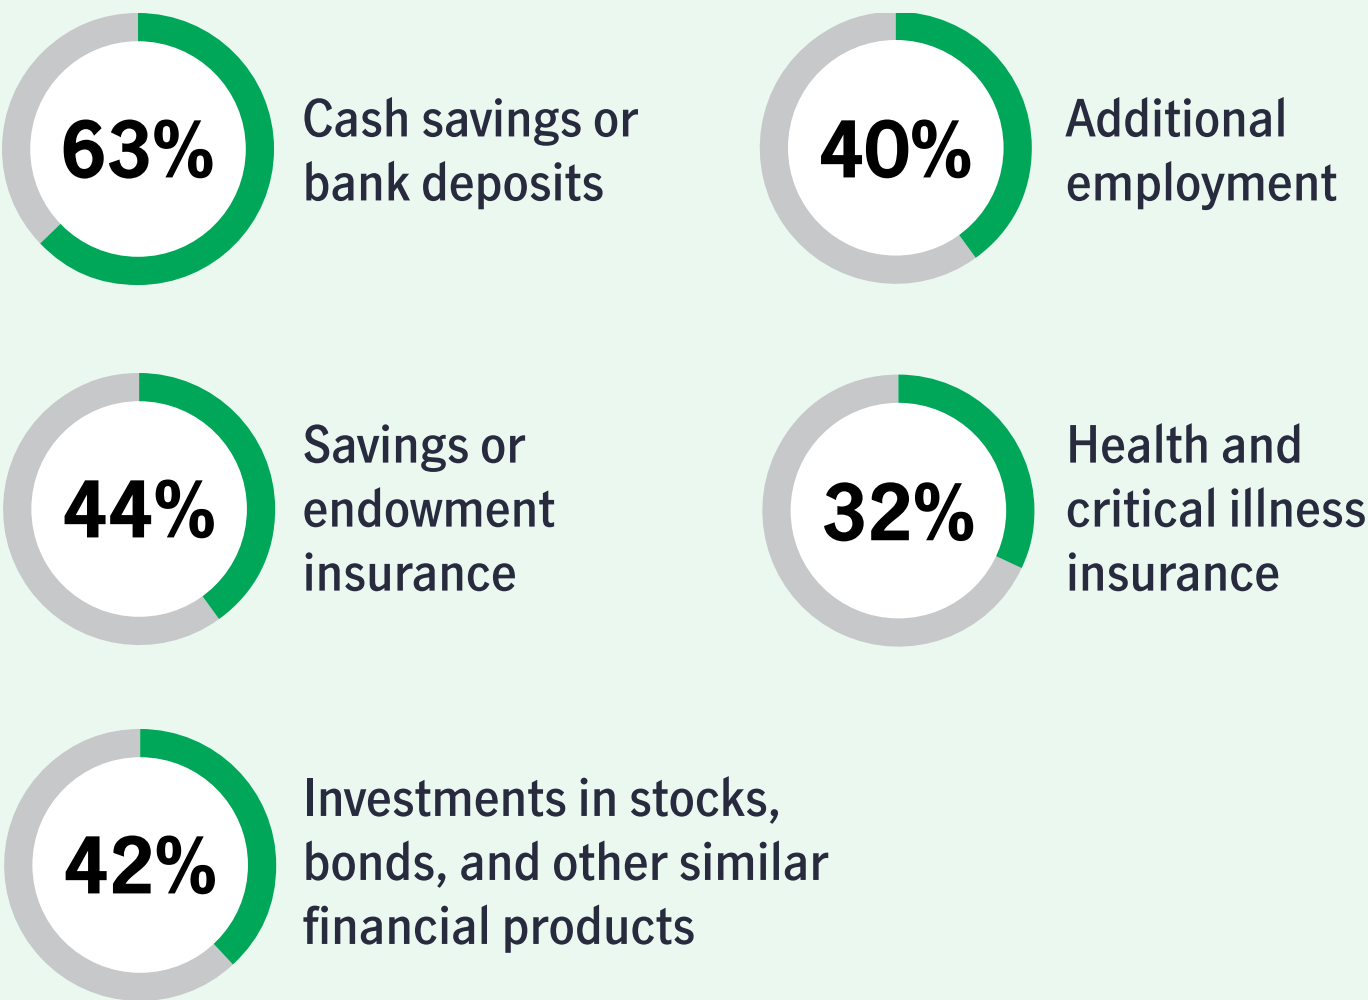 63%
Cash savings or
bank deposits
40%
Additional
employment
44%
Savings or
endowment
insurance
32%
Health and
critical illness
insurance
42%
Investments in stocks,
bonds, and other similar
financial products